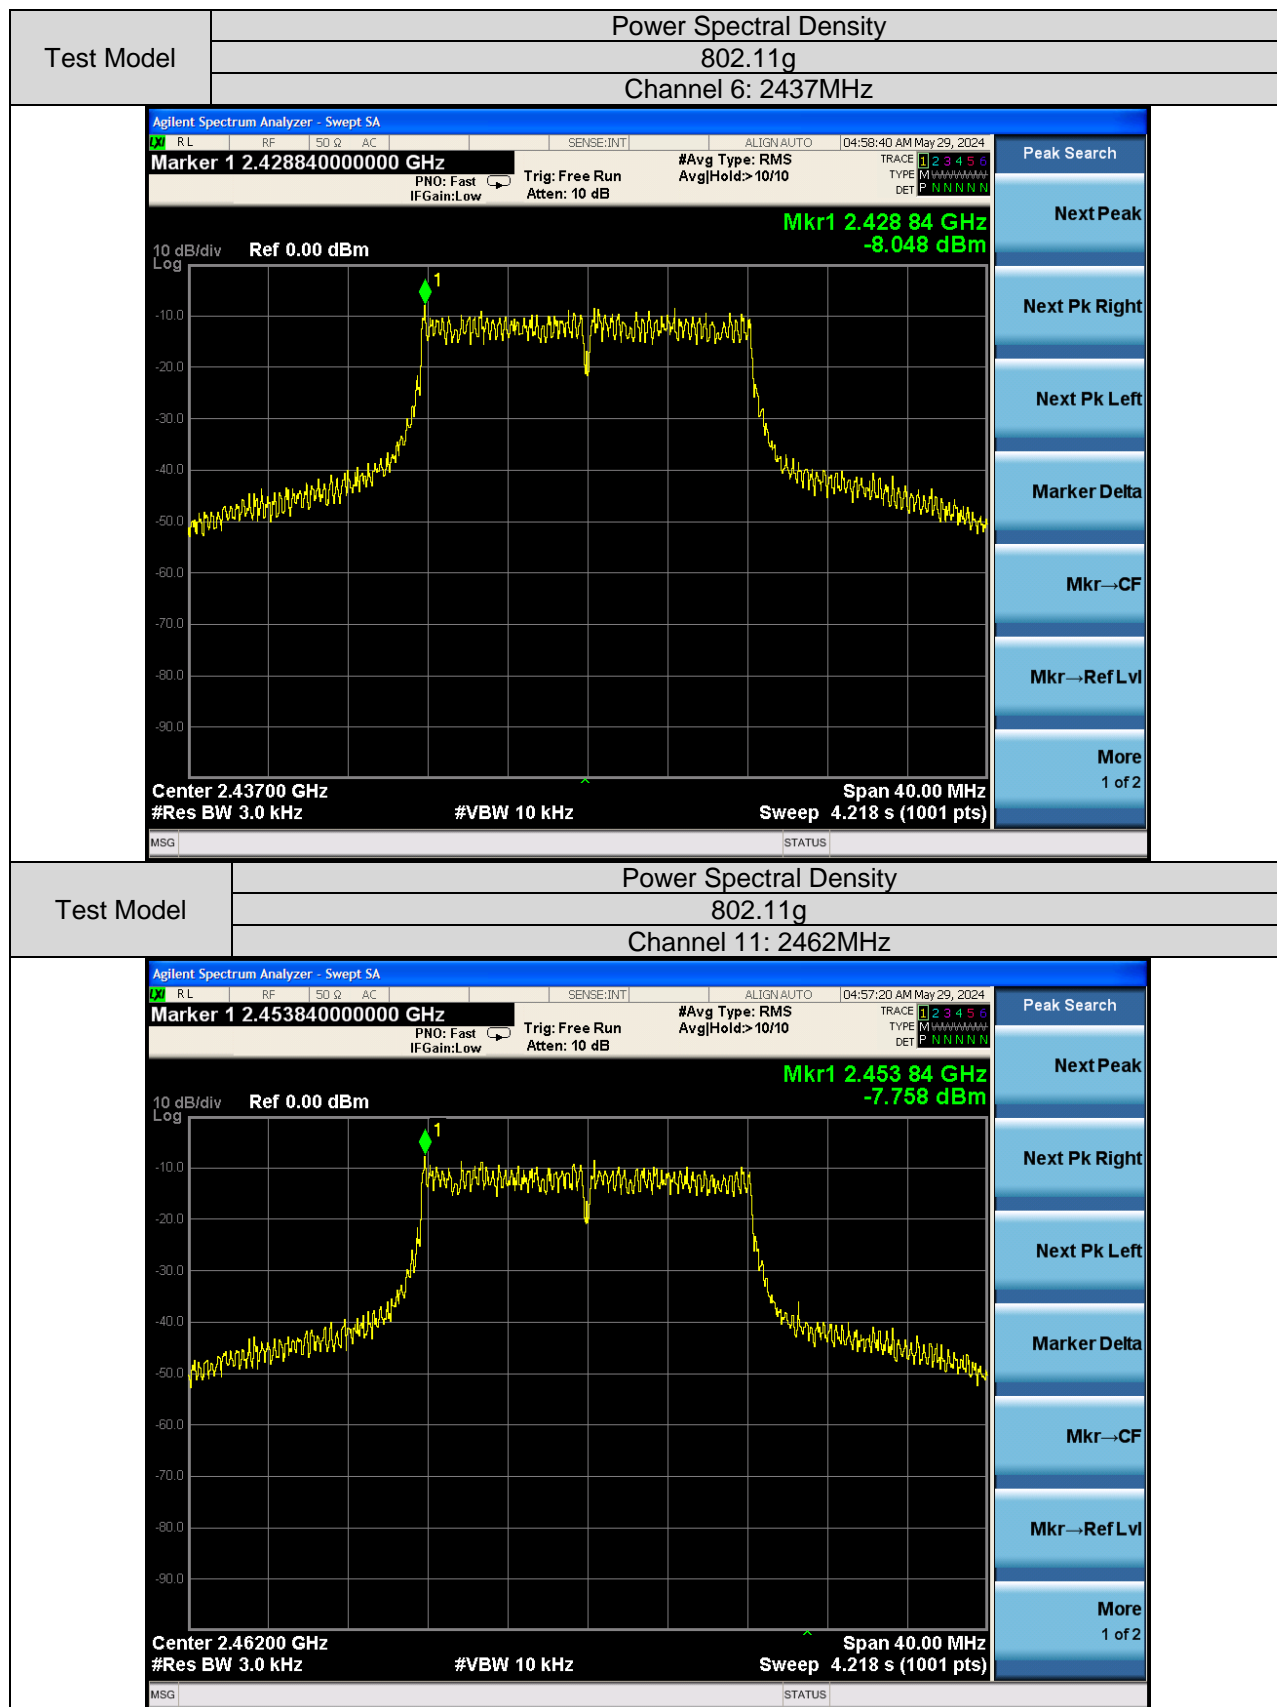 Test Model
Power Spectral Density
802.11g
Channel 6: 2437MHz
Agilent Spectrum Analyzer - Swept SA
LXI RL RF 50 Ω AC SENSE:INT ALIGN AUTO 04:58:40 AM May 29, 2024
Marker 1 2.428840000000 GHz
PNO: Fast
IFGain:Low
Trig: Free Run
Atten: 10 dB
#Avg Type: RMS
Avg|Hold:>10/10
TRACE 1 2 3 4 5 6
TYPE M
DET P N N N N N
Mkr1 2.428 84 GHz
-8.048 dBm
10 dB/div Ref 0.00 dBm
Log
1
-10.0
-20.0
-30.0
-40.0
-50.0
-60.0
-70.0
-80.0
-90.0
Center 2.43700 GHz Span 40.00 MHz
#Res BW 3.0 kHz #VBW 10 kHz Sweep 4.218 s (1001 pts)
MSG STATUS
Peak Search
Next Peak
Next Pk Right
Next Pk Left
Marker Delta
Mkr→CF
Mkr→Ref Lvl
More
1 of 2
Test Model
Power Spectral Density
802.11g
Channel 11: 2462MHz
Agilent Spectrum Analyzer - Swept SA
LXI RL RF 50 Ω AC SENSE:INT ALIGN AUTO 04:57:20 AM May 29, 2024
Marker 1 2.453840000000 GHz
PNO: Fast
IFGain:Low
Trig: Free Run
Atten: 10 dB
#Avg Type: RMS
Avg|Hold:>10/10
TRACE 1 2 3 4 5 6
TYPE M
DET P N N N N N
Mkr1 2.453 84 GHz
-7.758 dBm
10 dB/div Ref 0.00 dBm
Log
1
-10.0
-20.0
-30.0
-40.0
-50.0
-60.0
-70.0
-80.0
-90.0
Center 2.46200 GHz Span 40.00 MHz
#Res BW 3.0 kHz #VBW 10 kHz Sweep 4.218 s (1001 pts)
MSG STATUS
Peak Search
Next Peak
Next Pk Right
Next Pk Left
Marker Delta
Mkr→CF
Mkr→Ref Lvl
More
1 of 2